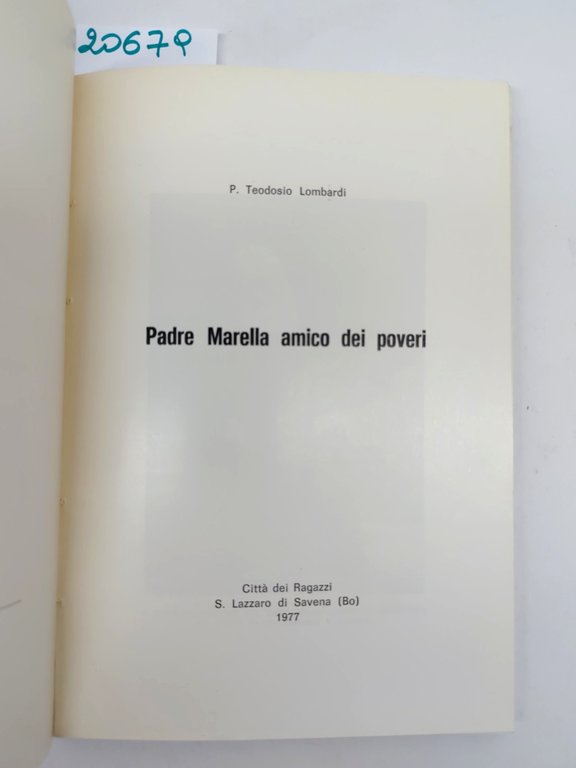 20679
P. Teodosio Lombardi
Padre Marella amico dei poveri
Città dei Ragazzi
S. Lazzaro di Savena (Bo)
1977